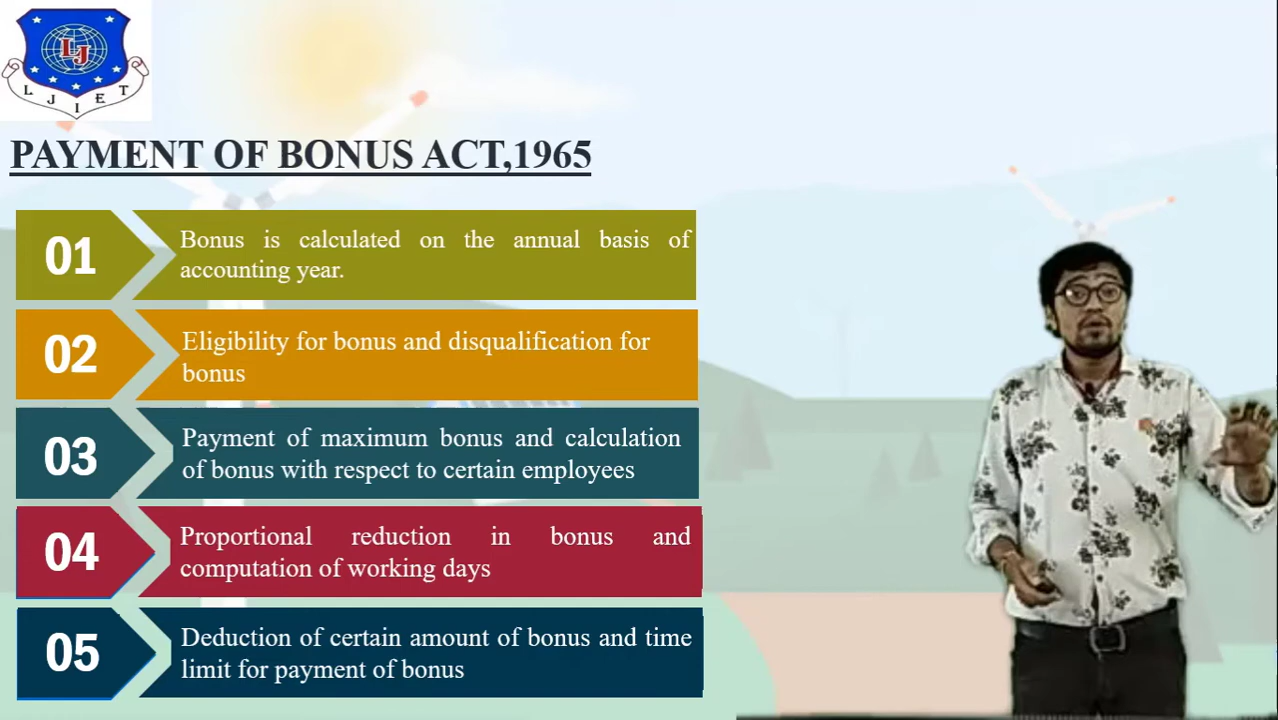 LJ
LJIET
PAYMENT OF BONUS ACT,1965
01
Bonus is calculated on the annual basis of
accounting year.
02
Eligibility for bonus and disqualification for
bonus
03
Payment of maximum bonus and calculation
of bonus with respect to certain employees
04
Proportional reduction in bonus and
computation of working days
05
Deduction of certain amount of bonus and time
limit for payment of bonus